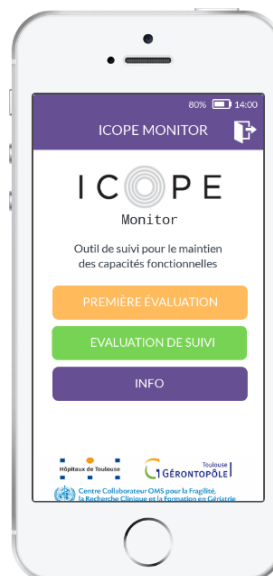 80% 14:00
ICOPE MONITOR
ICOPE
Monitor
Outil de suivi pour le maintien
des capacités fonctionnelles
PREMIÈRE ÉVALUATION
EVALUATION DE SUIVI
INFO
Hôpitaux de Toulouse
Toulouse
GÉRONTOPÔLE
Centre Collaborateur OMS pour la Fragilité,
la Recherche Clinique et la Formation en Gériatrie